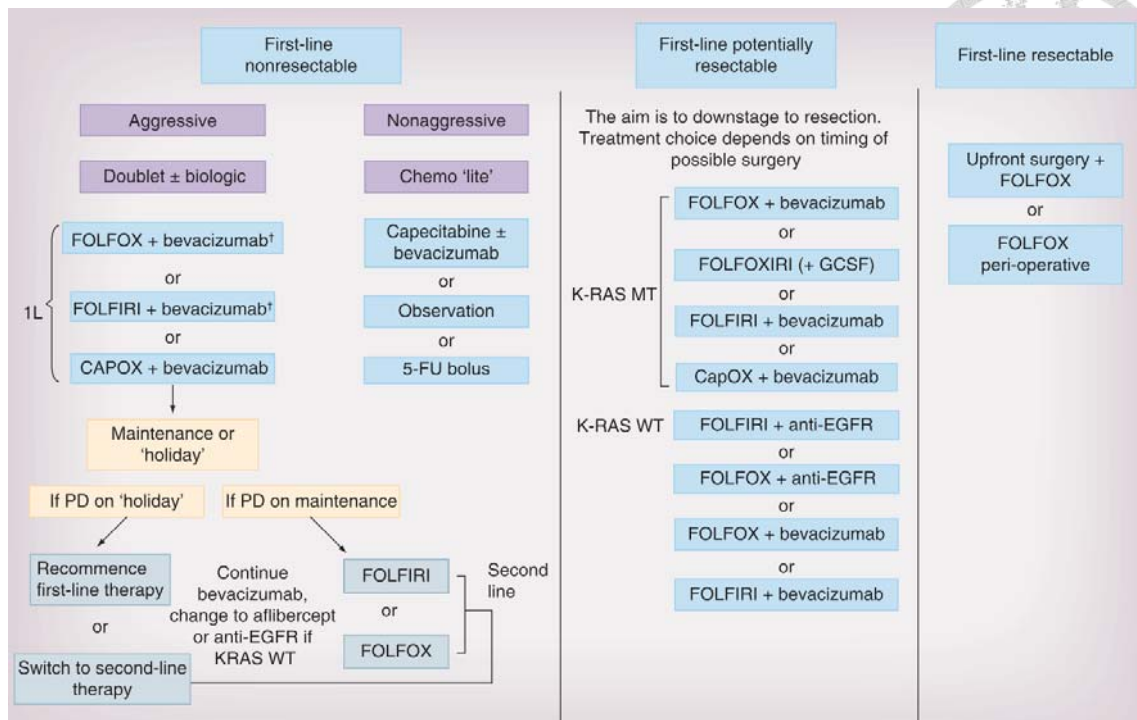 First-line
nonresectable
Aggressive
Nonaggressive
Doublet ± biologic
Chemo 'lite'
1L
FOLFOX + bevacizumab†
or
FOLFIRI + bevacizumab†
or
CAPOX + bevacizumab
Capecitabine ±
bevacizumab
or
Observation
or
5-FU bolus
Maintenance or
'holiday'
If PD on 'holiday'
If PD on maintenance
Recommence
first-line therapy
or
Switch to second-line
therapy
Continue
bevacizumab,
change to aflibercept
or anti-EGFR if
KRAS WT
FOLFIRI
or
FOLFOX
Second
line
First-line potentially
resectable
The aim is to downstage to resection.
Treatment choice depends on timing of
possible surgery
K-RAS MT
FOLFOX + bevacizumab
or
FOLFOXIRI (+ GCSF)
or
FOLFIRI + bevacizumab
or
CapOX + bevacizumab
K-RAS WT
FOLFIRI + anti-EGFR
or
FOLFOX + anti-EGFR
or
FOLFOX + bevacizumab
or
FOLFIRI + bevacizumab
First-line resectable
Upfront surgery +
FOLFOX
or
FOLFOX
peri-operative